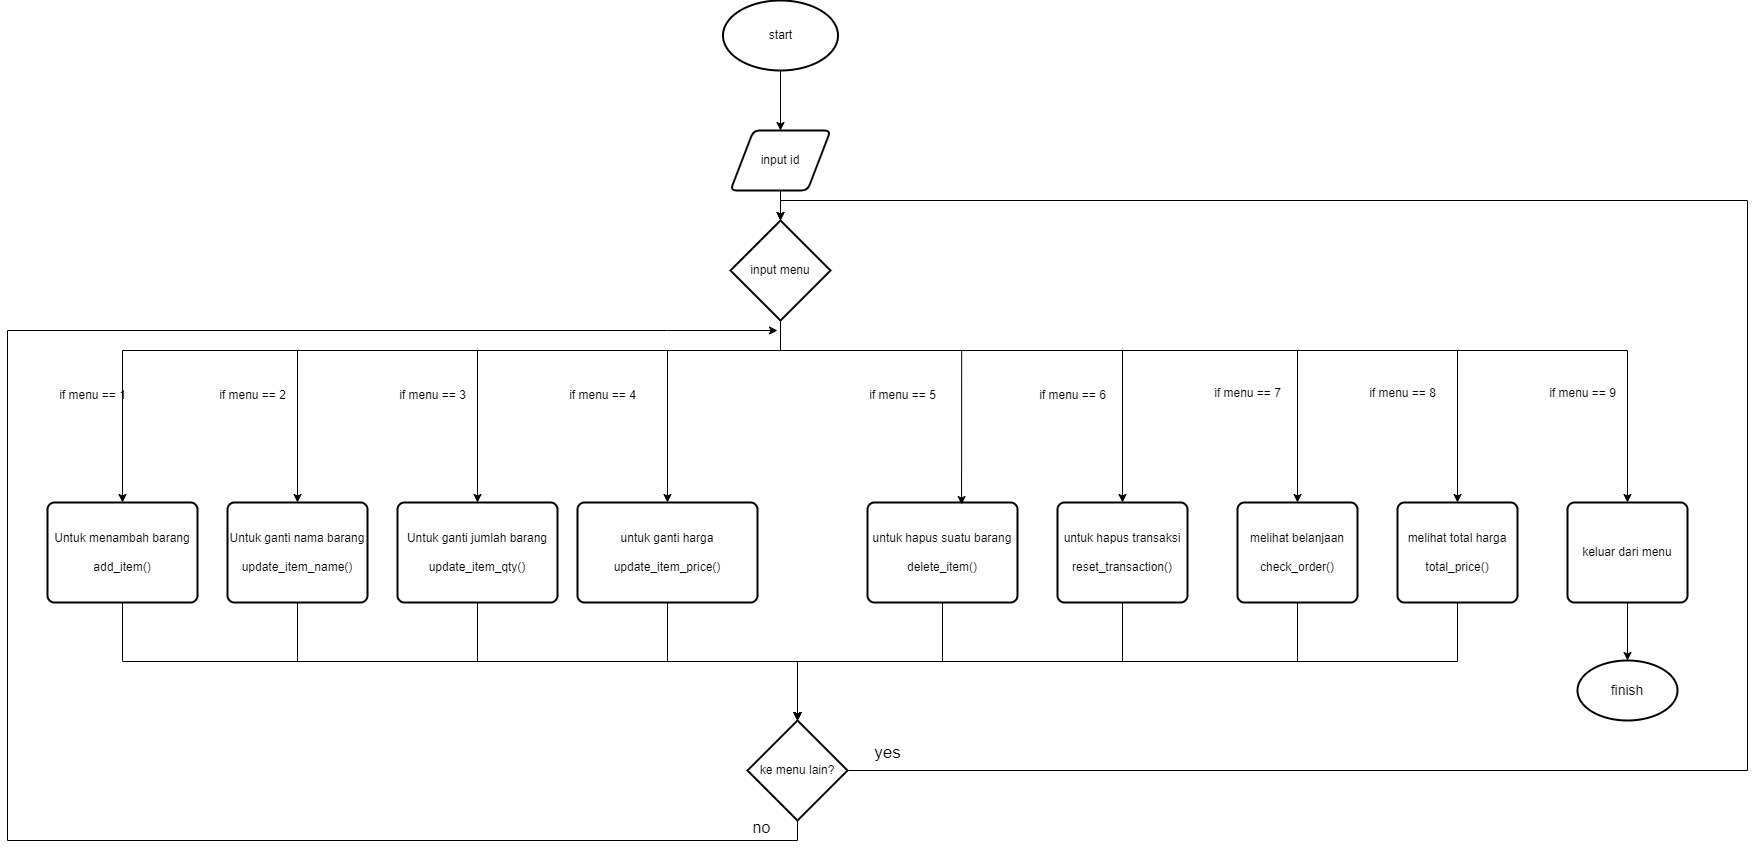 start
input id
input menu
if menu == 1
if menu == 2
if menu == 3
if menu == 4
if menu == 5
if menu == 6
if menu == 7
if menu == 8
if menu == 9
Untuk menambah barang
add_item()
Untuk ganti nama barang
update_item_name()
Untuk ganti jumlah barang
update_item_qty()
untuk ganti harga
update_item_price()
untuk hapus suatu barang
delete_item()
untuk hapus transaksi
reset_transaction()
melihat belanjaan
check_order()
melihat total harga
total_price()
keluar dari menu
finish
ke menu lain?
yes
no